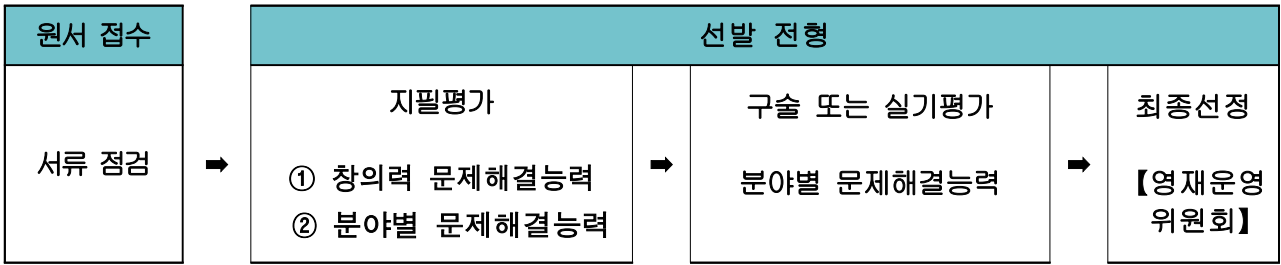 원서 접수
선발 전형
서류 점검
➡
지필평가
① 창의력 문제해결능력
② 분야별 문제해결능력
➡
구술 또는 실기평가
분야별 문제해결능력
➡
최종선정
【영재운영
위원회】